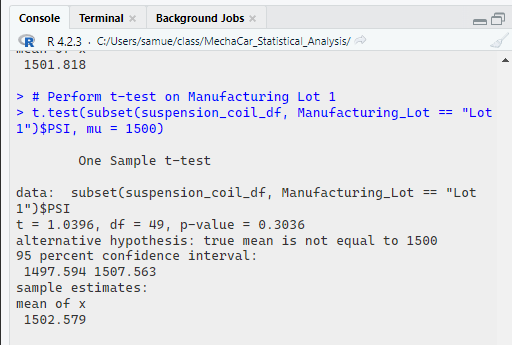 Console Terminal × Background Jobs ×
R 4.2.3 · C:/Users/samue/class/MechaCar_Statistical_Analysis/
mean of x
1501.818
> # Perform t-test on Manufacturing Lot 1
> t.test(subset(suspension_coil_df, Manufacturing_Lot == "Lot
1")$PSI, mu = 1500)
One Sample t-test
data:  subset(suspension_coil_df, Manufacturing_Lot == "Lot
1")$PSI
t = 1.0396, df = 49, p-value = 0.3036
alternative hypothesis: true mean is not equal to 1500
95 percent confidence interval:
1497.594 1507.563
sample estimates:
mean of x
1502.579